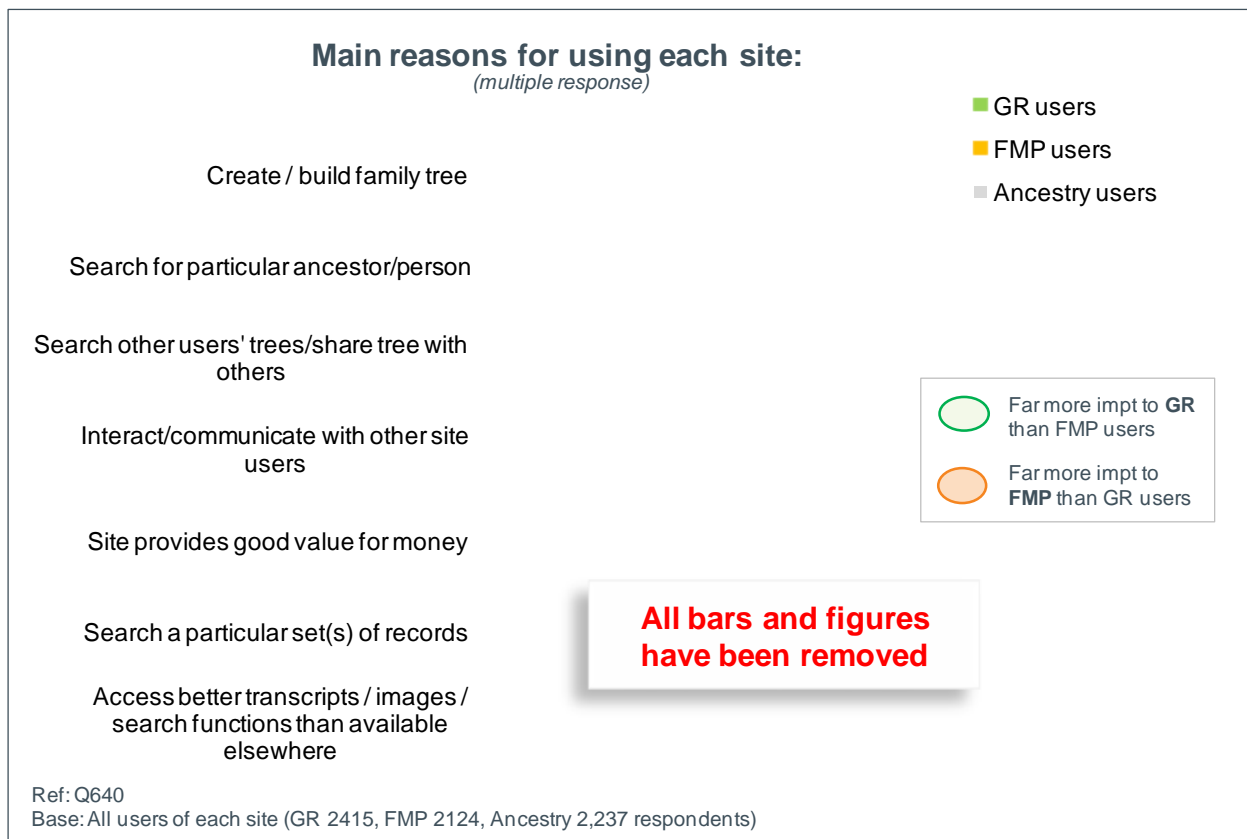 Main reasons for using each site:
(multiple response)
GR users
FMP users
Ancestry users
Create / build family tree
Search for particular ancestor/person
Search other users' trees/share tree with
others
Interact/communicate with other site
users
Site provides good value for money
Search a particular set(s) of records
Access better transcripts / images /
search functions than available
elsewhere
Far more impt to GR
than FMP users
Far more impt to
FMP than GR users
All bars and figures
have been removed
Ref: Q640
Base: All users of each site (GR 2415, FMP 2124, Ancestry 2,237 respondents)